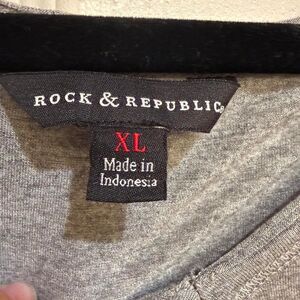 ROCK & REPUBLIC®
XL
Made in
Indonesia